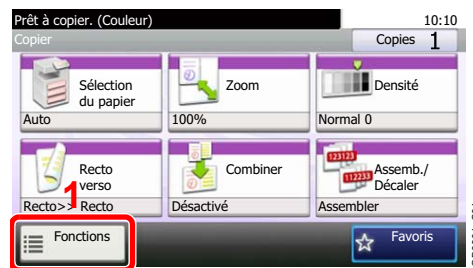 Prêt à copier. (Couleur) 10:10
Copier Copies 1
Sélection du papier
Auto
Zoom
100%
Densité
Normal 0
Recto verso
Recto>> Recto
Combiner
Désactivé
123123
112233
Assemb./ Décaler
Assembler
1
Fonctions
Favoris